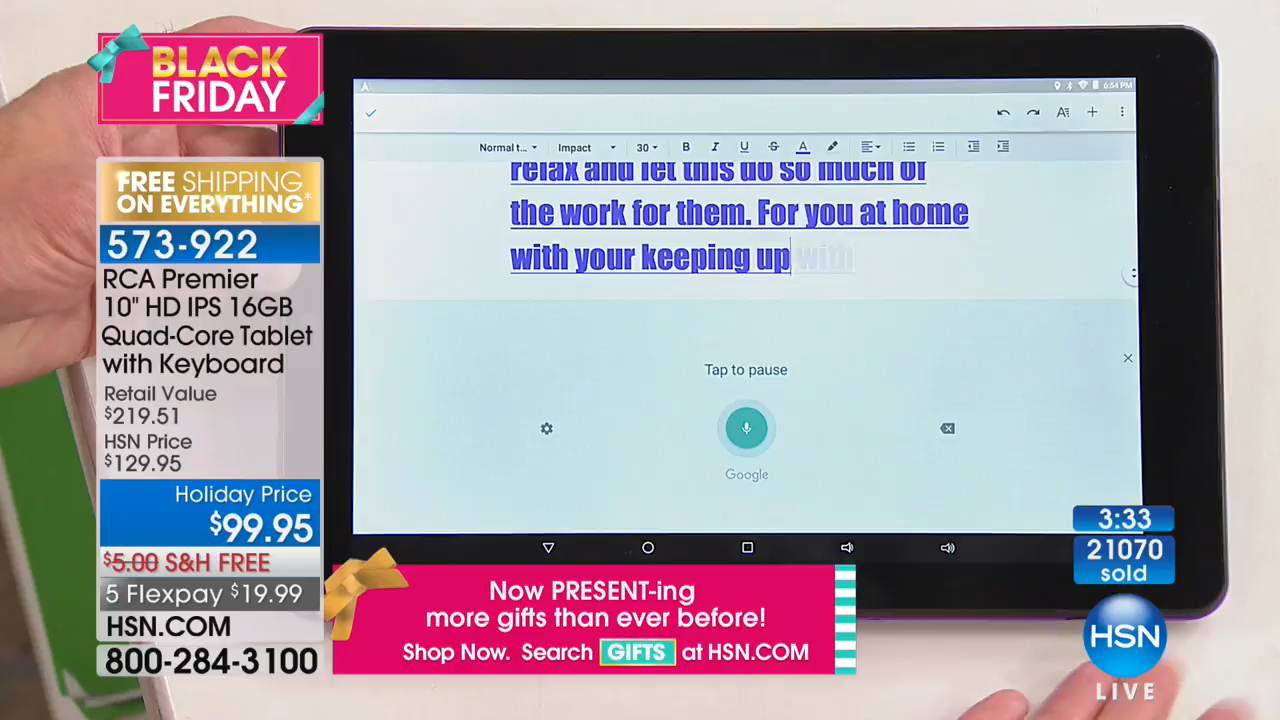 BLACK
FRIDAY
FREE SHIPPING
ON EVERYTHING*
573-922
RCA Premier
10" HD IPS 16GB
Quad-Core Tablet
with Keyboard
Retail Value
$219.51
HSN Price
$129.95
Holiday Price
$99.95
$5.00 S&H FREE
5 Flexpay $19.99
HSN.COM
800-284-3100
6:54 PM
Normal t... Impact 30 B I U S A
relax and let this do so much of
the work for them. For you at home
with your keeping up with
Tap to pause
Google
Now PRESENT-ing
more gifts than ever before!
Shop Now. Search GIFTS at HSN.COM
3:33
21070
sold
HSN
LIVE